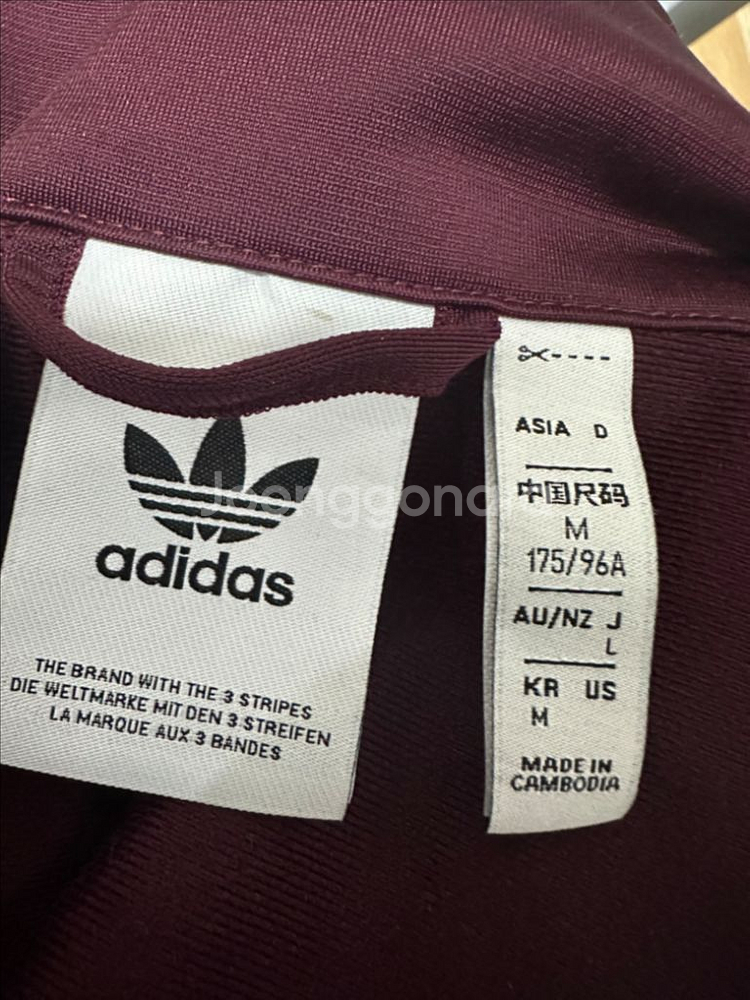 adidas
THE BRAND WITH THE 3 STRIPES
DIE WELTMARKE MIT DEN 3 STREIFEN
LA MARQUE AUX 3 BANDES
ASIA D
中国尺码
M
175/96A
AU/NZ J
L
KR US
M
MADE IN
CAMBODIA